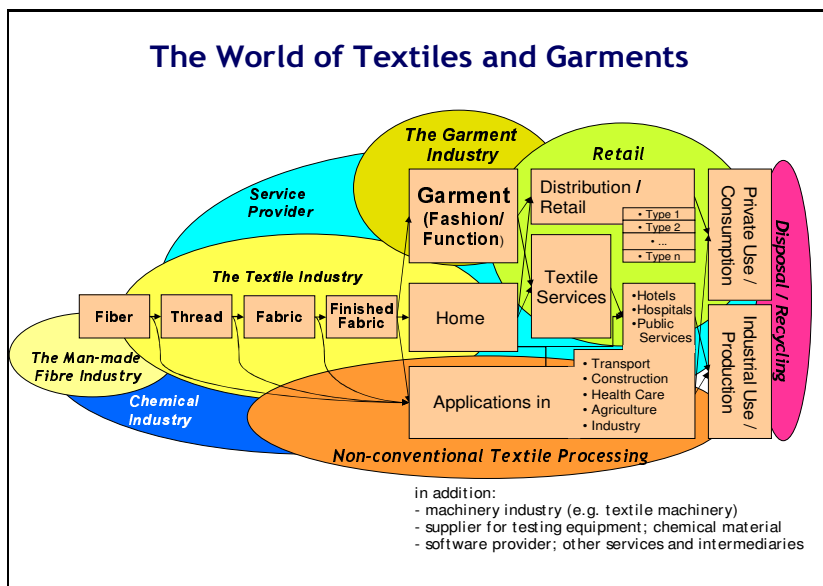 The World of Textiles and Garments
The Garment
Industry
Retail
Service
Provider
Garment
(Fashion/
Function)
Distribution /
Retail
• Type 1
• Type 2
• ...
• Type n
Private Use /
Consumption
Disposal / Recycling
The Textile Industry
Textile
Services
Fiber
Thread
Fabric
Finished
Fabric
Home
•Hotels
•Hospitals
•Public
Services
Industrial Use /
Production
The Man-made
Fibre Industry
Chemical
Industry
Applications in
• Transport
• Construction
• Health Care
• Agriculture
• Industry
Non-conventional Textile Processing
in addition:
- machinery industry (e.g. textile machinery)
- supplier for testing equipment; chemical material
- software provider; other services and intermediaries